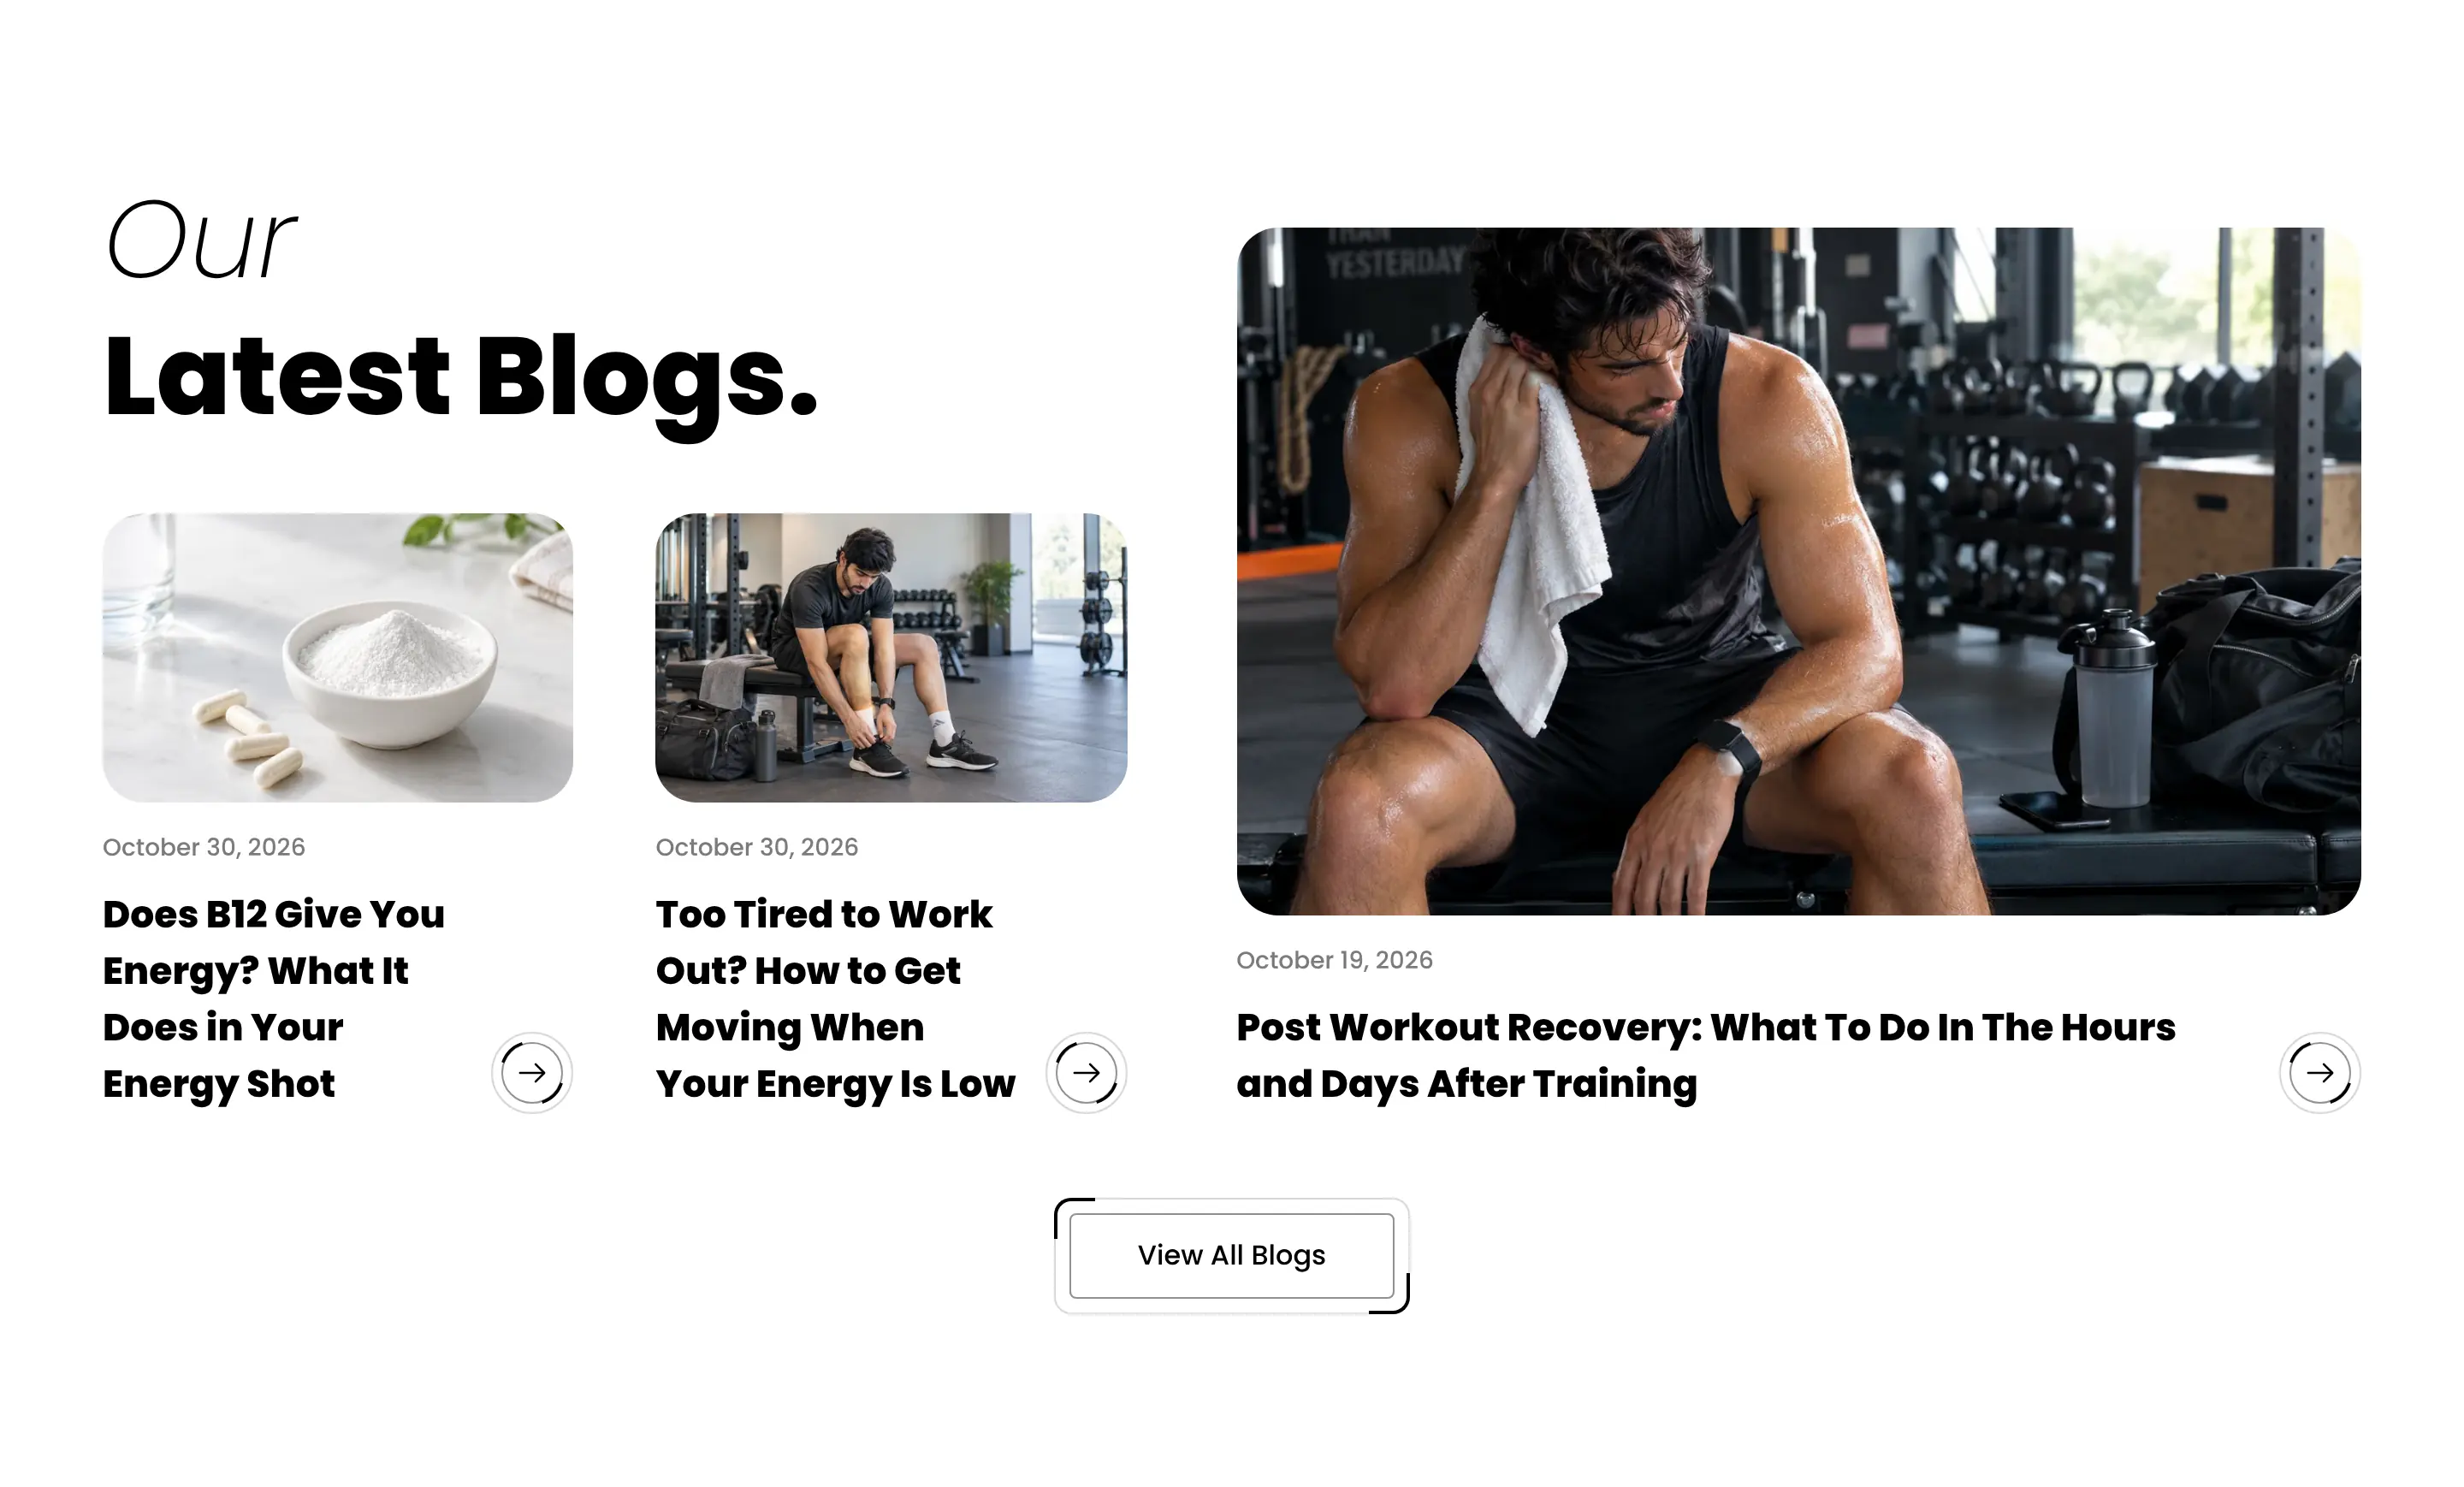 Our
Latest Blogs.
October 30, 2026
Does B12 Give You
Energy? What It
Does in Your
Energy Shot
October 30, 2026
Too Tired to Work
Out? How to Get
Moving When
Your Energy Is Low
THAN
YESTERDAY
October 19, 2026
Post Workout Recovery: What To Do In The Hours
and Days After Training
View All Blogs